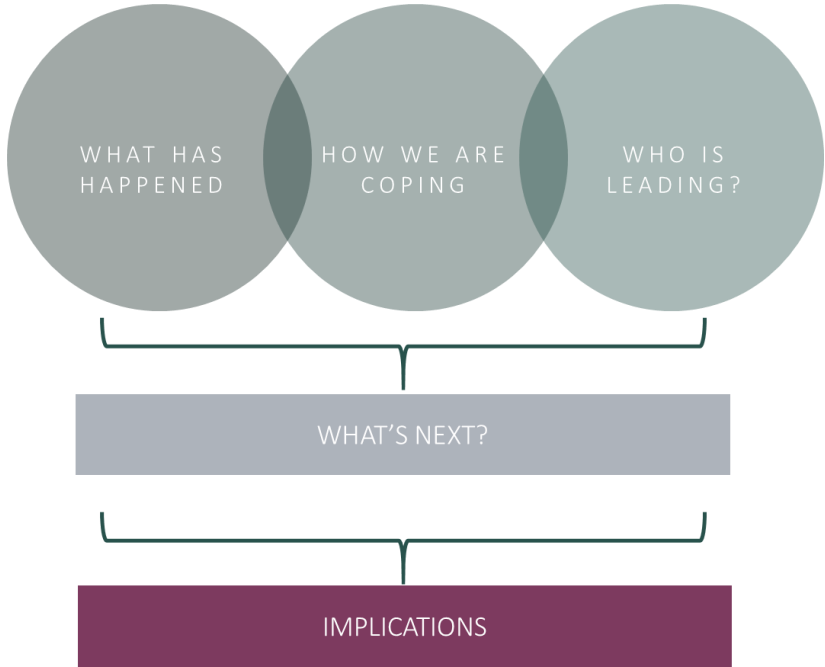 WHAT HAS
HAPPENED
HOW WE ARE
COPING
WHO IS
LEADING?
WHAT’S NEXT?
IMPLICATIONS